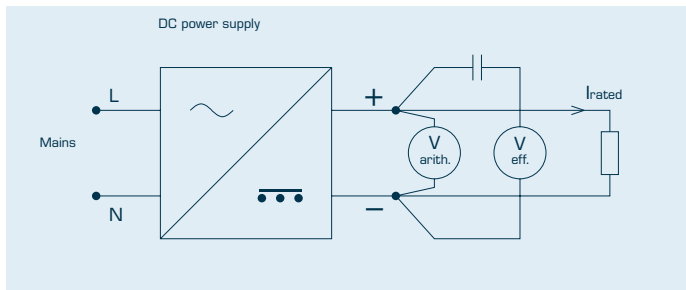 DC power supply
L
+
Irated
Mains
V
arith.
V
eff.
N
−